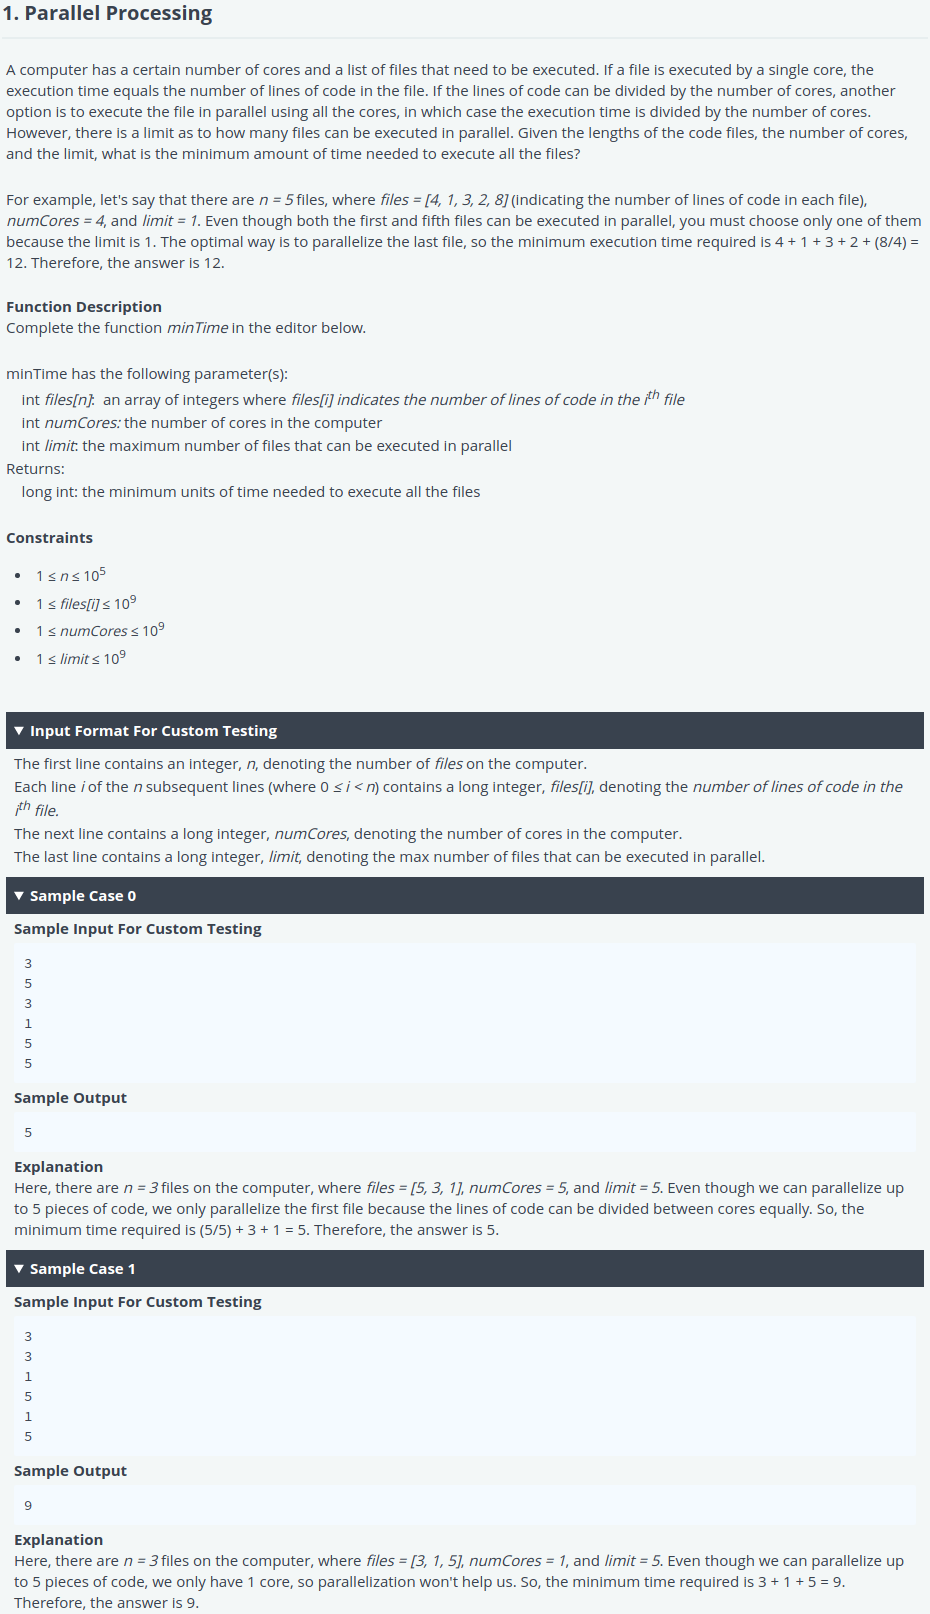 1. Parallel Processing
A computer has a certain number of cores and a list of files that need to be executed. If a file is executed by a single core, the
execution time equals the number of lines of code in the file. If the lines of code can be divided by the number of cores, another
option is to execute the file in parallel using all the cores, in which case the execution time is divided by the number of cores.
However, there is a limit as to how many files can be executed in parallel. Given the lengths of the code files, the number of cores,
and the limit, what is the minimum amount of time needed to execute all the files?
For example, let's say that there are n = 5 files, where files = [4, 1, 3, 2, 8] (indicating the number of lines of code in each file),
numCores = 4, and limit = 1. Even though both the first and fifth files can be executed in parallel, you must choose only one of them
because the limit is 1. The optimal way is to parallelize the last file, so the minimum execution time required is 4 + 1 + 3 + 2 + (8/4) =
12. Therefore, the answer is 12.
Function Description
Complete the function minTime in the editor below.
minTime has the following parameter(s):
int files[n]: an array of integers where files[i] indicates the number of lines of code in the ith file
int numCores: the number of cores in the computer
int limit: the maximum number of files that can be executed in parallel
Returns:
long int: the minimum units of time needed to execute all the files
Constraints
• 1 ≤ n ≤ 10⁵
• 1 ≤ files[i] ≤ 10⁹
• 1 ≤ numCores ≤ 10⁹
• 1 ≤ limit ≤ 10⁹
▼ Input Format For Custom Testing
The first line contains an integer, n, denoting the number of files on the computer.
Each line i of the n subsequent lines (where 0 ≤ i < n) contains a long integer, files[i], denoting the number of lines of code in the
ith file.
The next line contains a long integer, numCores, denoting the number of cores in the computer.
The last line contains a long integer, limit, denoting the max number of files that can be executed in parallel.
▼ Sample Case 0
Sample Input For Custom Testing
3
5
3
1
5
5
Sample Output
5
Explanation
Here, there are n = 3 files on the computer, where files = [5, 3, 1], numCores = 5, and limit = 5. Even though we can parallelize up
to 5 pieces of code, we only parallelize the first file because the lines of code can be divided between cores equally. So, the
minimum time required is (5/5) + 3 + 1 = 5. Therefore, the answer is 5.
▼ Sample Case 1
Sample Input For Custom Testing
3
3
1
5
1
5
Sample Output
9
Explanation
Here, there are n = 3 files on the computer, where files = [3, 1, 5], numCores = 1, and limit = 5. Even though we can parallelize up
to 5 pieces of code, we only have 1 core, so parallelization won't help us. So, the minimum time required is 3 + 1 + 5 = 9.
Therefore, the answer is 9.